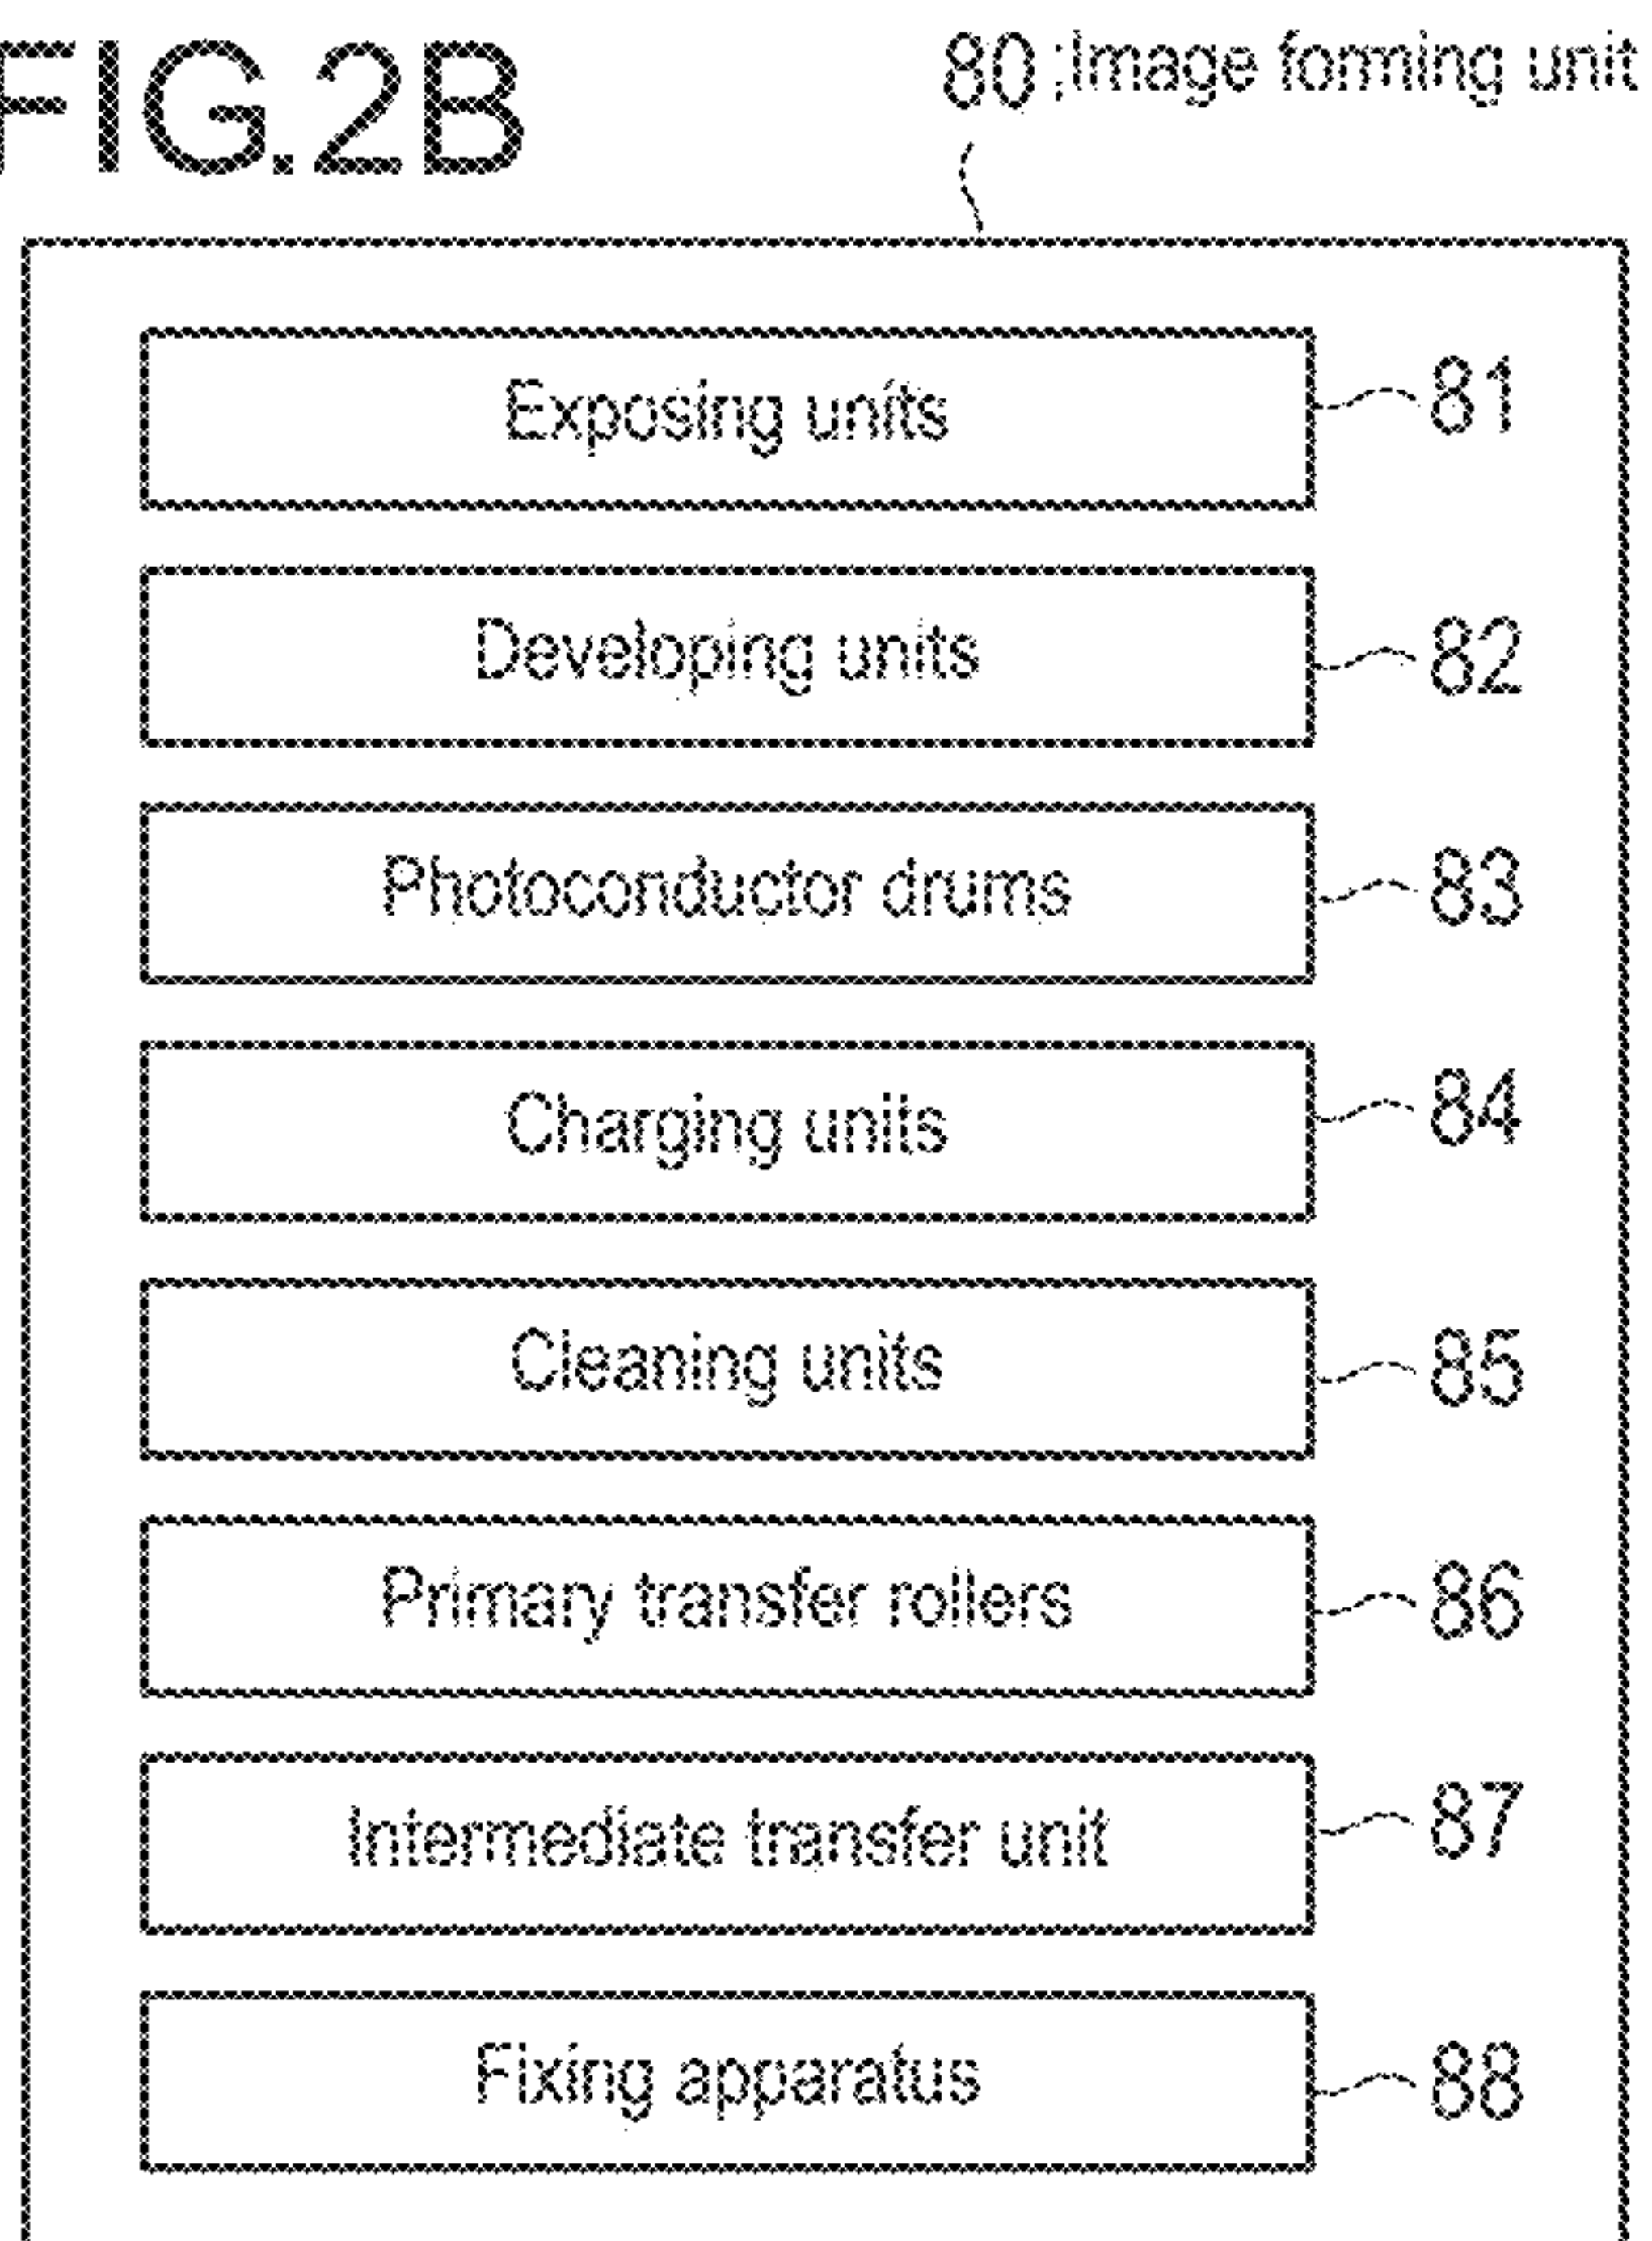 FIG.2B
80 ;Image forming unit
Exposing units 81
Developing units 82
Photoconductor drums 83
Charging units 84
Cleaning units 85
Primary transfer rollers 86
Intermediate transfer unit 87
Fixing apparatus 88